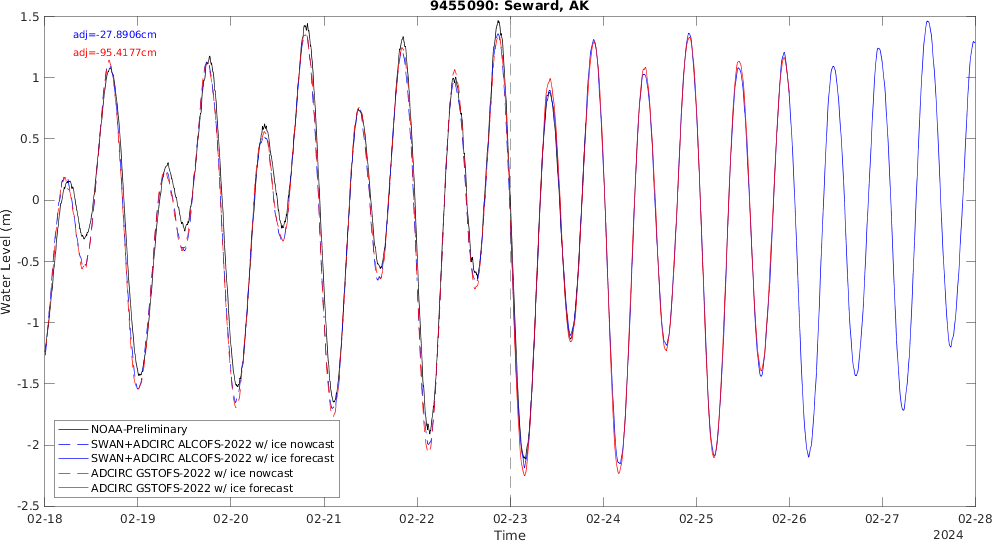 9455090: Seward, AK
adj=-27.8906cm
adj=-95.4177cm
1.5
1
0.5
0
-0.5
-1
-1.5
-2
-2.5
Water Level (m)
NOAA-Preliminary
SWAN+ADCIRC ALCOFS-2022 w/ ice nowcast
SWAN+ADCIRC ALCOFS-2022 w/ ice forecast
ADCIRC GSTOFS-2022 w/ ice nowcast
ADCIRC GSTOFS-2022 w/ ice forecast
02-18 02-19 02-20 02-21 02-22 02-23 02-24 02-25 02-26 02-27 02-28
Time
2024